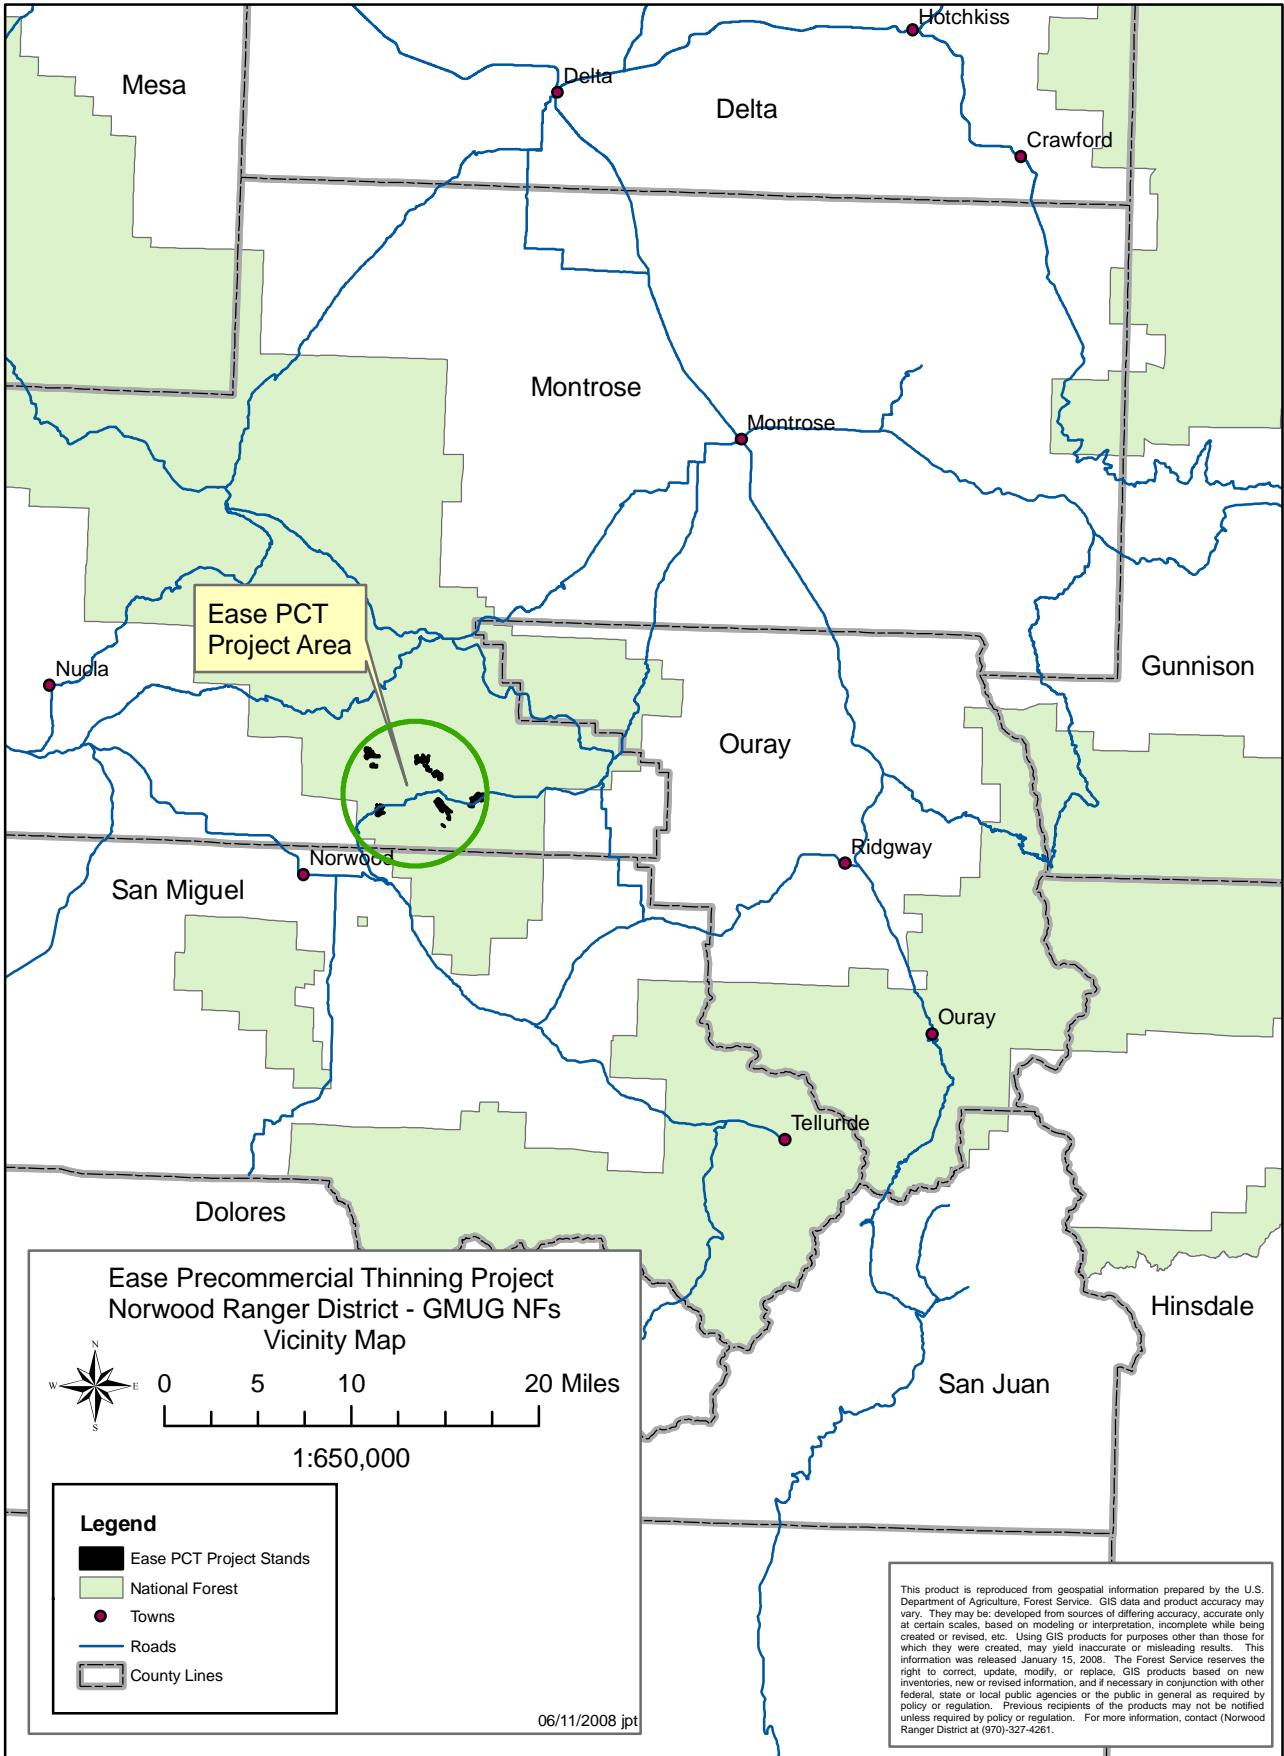 Hotchkiss
Mesa
Delta
Delta
Crawford
Montrose
Montrose
Ease PCT
Project Area
Nucla
Gunnison
Ouray
Norwood
Ridgway
San Miguel
Ouray
Telluride
Dolores
Hinsdale
San Juan
Ease Precommercial Thinning Project
Norwood Ranger District - GMUG NFs
Vicinity Map
N
W E
S
0 5 10 20 Miles
1:650,000
Legend
Ease PCT Project Stands
National Forest
Towns
Roads
County Lines
06/11/2008 jpt
This product is reproduced from geospatial information prepared by the U.S.
Department of Agriculture, Forest Service. GIS data and product accuracy may
vary. They may be: developed from sources of differing accuracy, accurate only
at certain scales, based on modeling or interpretation, incomplete while being
created or revised, etc. Using GIS products for purposes other than those for
which they were created, may yield inaccurate or misleading results. This
information was released January 15, 2008. The Forest Service reserves the
right to correct, update, modify, or replace, GIS products based on new
inventories, new or revised information, and if necessary in conjunction with other
federal, state or local public agencies or the public in general as required by
policy or regulation. Previous recipients of the products may not be notified
unless required by policy or regulation. For more information, contact (Norwood
Ranger District at (970)-327-4261.